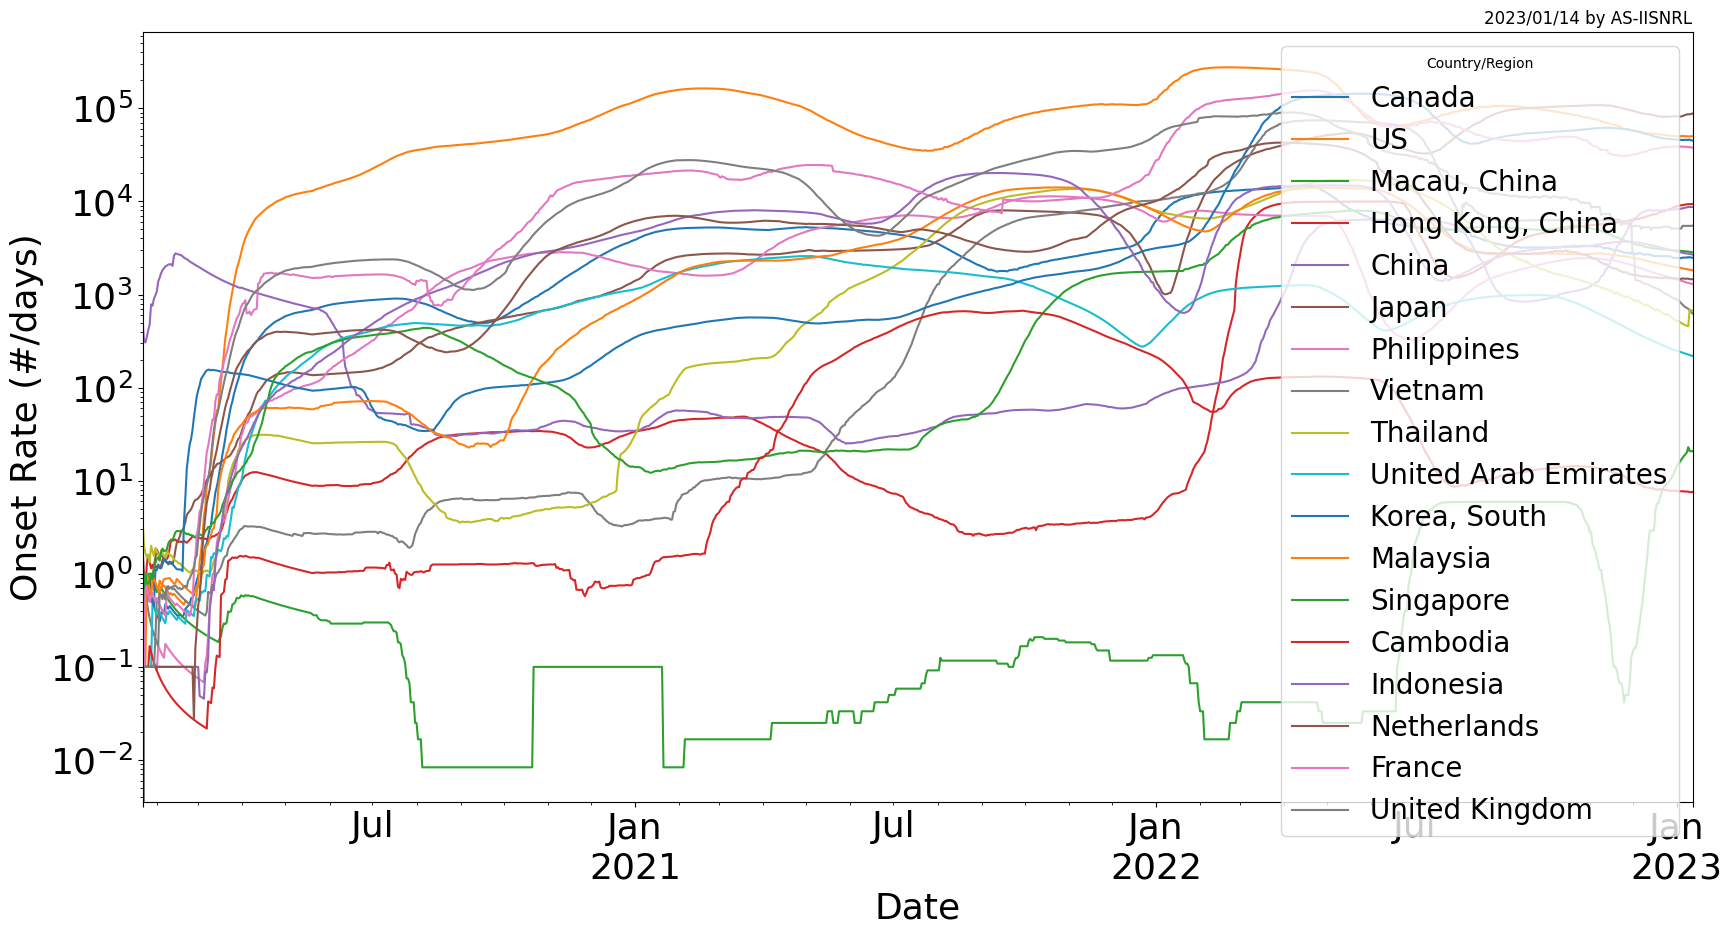 2023/01/14 by AS-IISNRL
Onset Rate (#/days)
10^5
10^4
10^3
10^2
10^1
10^0
10^-1
10^-2
Country/Region
Canada
US
Macau, China
Hong Kong, China
China
Japan
Philippines
Vietnam
Thailand
United Arab Emirates
Korea, South
Malaysia
Singapore
Cambodia
Indonesia
Netherlands
France
United Kingdom
Jul Jan Jul Jan Jul Jan
2021 2022 2023
Date